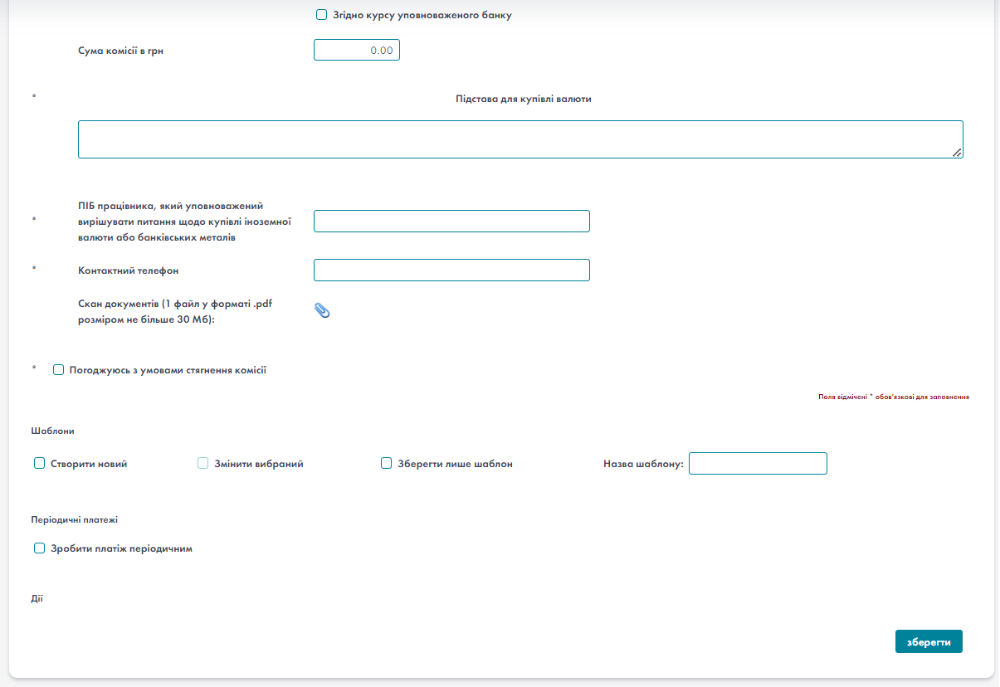 Згідно курсу уповноваженого банку
Сума комісії в грн
0.00
* Підстава для купівлі валюти
ПІБ працівника, який уповноважений
* вирішувати питання щодо купівлі іноземної
валюти або банківських металів
* Контактний телефон
Скан документів (1 файл у форматі .pdf
розміром не більше 30 Мб):
* Погоджуюсь з умовами стягнення комісії
Поля відмічені * обов'язкові для заповнення
Шаблони
Створити новий
Змінити вибраний
Зберегти лише шаблон
Назва шаблону:
Періодичні платежі
Зробити платіж періодичним
Дії
зберегти